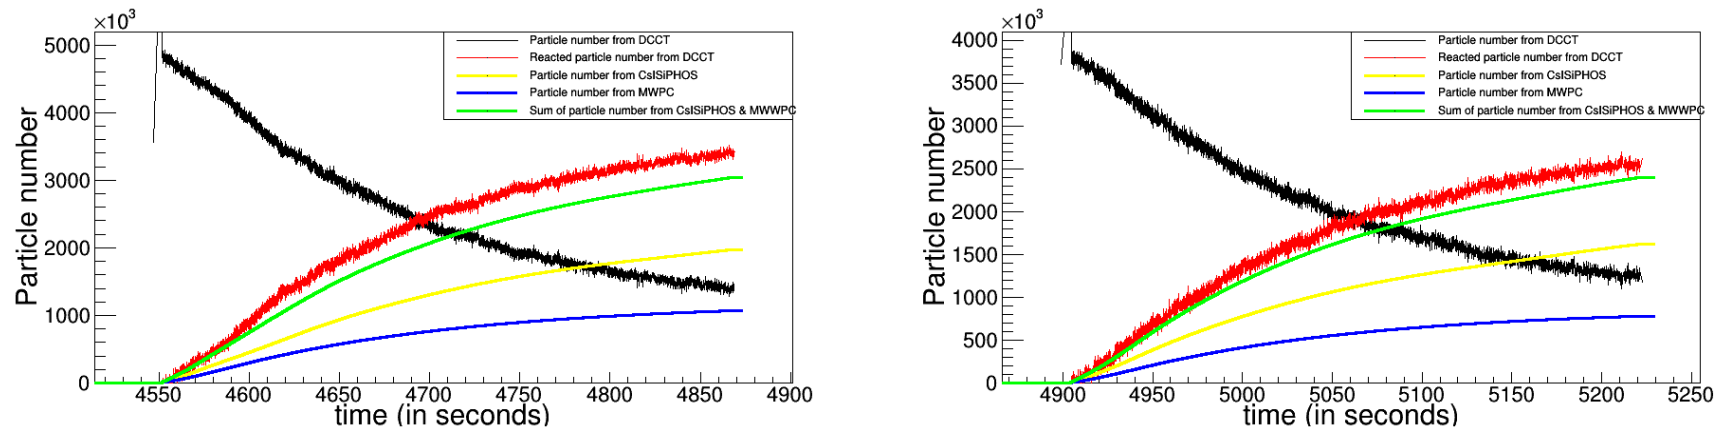 ×10³
5000
4000
3000
2000
1000
0
Particle number
Particle number from DCCT
Reacted particle number from DCCT
Particle number from CsISiPHOS
Particle number from MWPC
Sum of particle number from CsISiPHOS & MWWPC
4550 4600 4650 4700 4750 4800 4850 4900
time (in seconds)
×10³
4000
3500
3000
2500
2000
1500
1000
500
0
Particle number
Particle number from DCCT
Reacted particle number from DCCT
Particle number from CsISiPHOS
Particle number from MWPC
Sum of particle number from CsISiPHOS & MWWPC
4900 4950 5000 5050 5100 5150 5200 5250
time (in seconds)